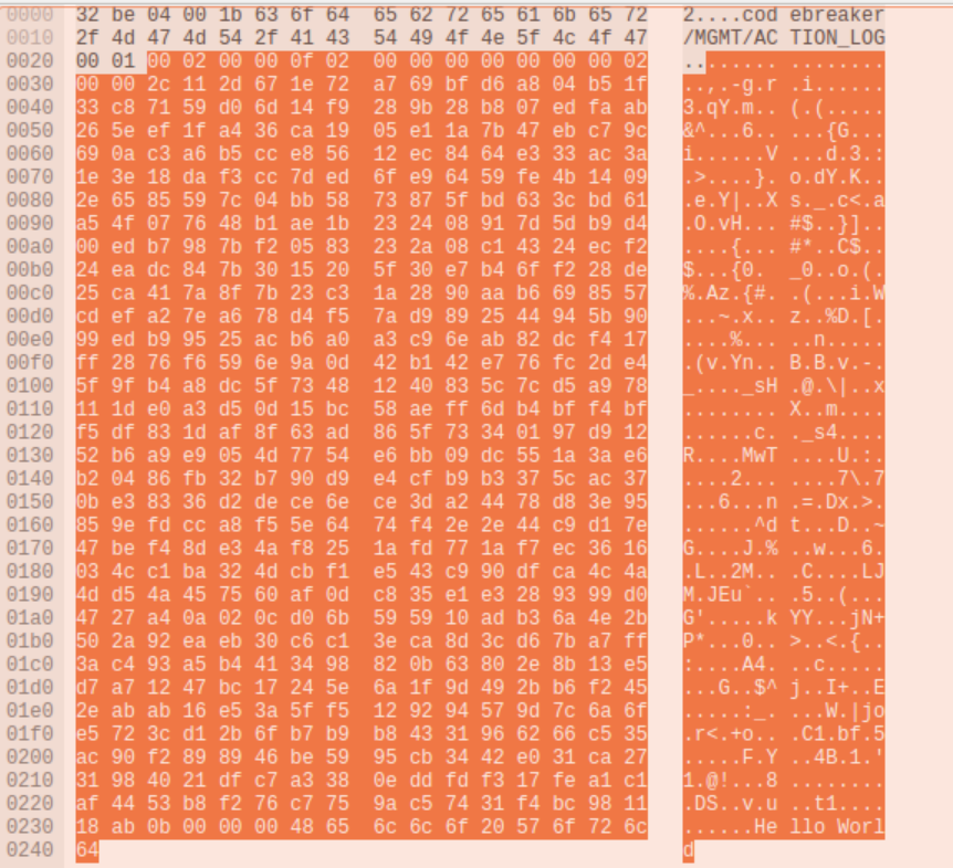 0000 32 be 04 00 1b 63 6f 64 65 62 72 65 61 6b 65 72 2....cod ebreaker
0010 2f 4d 47 4d 54 2f 41 43 54 49 4f 4e 5f 4c 4f 47 /MGMT/AC TION_LOG
0020 00 01 00 02 00 00 0f 02 00 00 00 00 00 00 00 02 ........ ........
0030 00 00 2c 11 2d 67 1e 72 a7 69 bf d6 a8 04 b5 1f ..,.-g.r .i......
0040 33 c8 71 59 d0 6d 14 f9 28 9b 28 b8 07 ed fa ab 3.qY.m.. (.(.....
0050 26 5e ef 1f a4 36 ca 19 05 e1 1a 7b 47 eb c7 9c &^...6.. ...{G...
0060 69 0a c3 a6 b5 cc e8 56 12 ec 84 64 e3 33 ac 3a i......V ...d.3.:
0070 1e 3e 18 da f3 cc 7d ed 6f e9 64 59 fe 4b 14 09 .>....}. o.dY.K..
0080 2e 65 85 59 7c 04 bb 58 73 87 5f bd 63 3c bd 61 .e.Y|..X s._.c<.a
0090 a5 4f 07 76 48 b1 ae 1b 23 24 08 91 7d 5d b9 d4 .O.vH... #$..}]..
00a0 00 ed b7 98 7b f2 05 83 23 2a 08 c1 43 24 ec f2 ....{... #*..C$..
00b0 24 ea dc 84 7b 30 15 20 5f 30 e7 b4 6f f2 28 de $...{0. _0..o.(.
00c0 25 ca 41 7a 8f 7b 23 c3 1a 28 90 aa b6 69 85 57 %.Az.{#. .(...i.W
00d0 cd ef a2 7e a6 78 d4 f5 7a d9 89 25 44 94 5b 90 ...~.x.. z..%D.[.
00e0 99 ed b9 95 25 ac b6 a0 a3 c9 6e ab 82 dc f4 17 ....%... ..n.....
00f0 ff 28 76 f6 59 6e 9a 0d 42 b1 42 e7 76 fc 2d e4 .(v.Yn.. B.B.v.-.
0100 5f 9f b4 a8 dc 5f 73 48 12 40 83 5c 7c d5 a9 78 _...._sH .@.\|..x
0110 11 1d e0 a3 d5 0d 15 bc 58 ae ff 6d b4 bf f4 bf ........ X..m....
0120 f5 df 83 1d af 8f 63 ad 86 5f 73 34 01 97 d9 12 ......c. ._s4....
0130 52 b6 a9 e9 05 4d 77 54 e6 bb 09 dc 55 1a 3a e6 R....MwT ....U.:.
0140 b2 04 86 fb 32 b7 90 d9 e4 cf b9 b3 37 5c ac 37 ....2... ....7\.7
0150 0b e3 83 36 d2 de ce 6e ce 3d a2 44 78 d8 3e 95 ...6...n .=.Dx.>.
0160 85 9e fd cc a8 f5 5e 64 74 f4 2e 2e 44 c9 d1 7e ......^d t...D..~
0170 47 be f4 8d e3 4a f8 25 1a fd 77 1a f7 ec 36 16 G....J.% ..w...6.
0180 03 4c c1 ba 32 4d cb f1 e5 43 c9 90 df ca 4c 4a .L..2M.. .C....LJ
0190 4d d5 4a 45 75 60 af 0d c8 35 e1 e3 28 93 99 d0 M.JEu`.. .5..(...
01a0 47 27 a4 0a 02 0c d0 6b 59 59 10 ad b3 6a 4e 2b G'.....k YY...jN+
01b0 50 2a 92 ea eb 30 c6 c1 3e ca 8d 3c d6 7b a7 ff P*...0.. >..<.{..
01c0 3a c4 93 a5 b4 41 34 98 82 0b 63 80 2e 8b 13 e5 :....A4. ..c.....
01d0 d7 a7 12 47 bc 17 24 5e 6a 1f 9d 49 2b b6 f2 45 ...G..$^ j..I+..E
01e0 2e ab ab 16 e5 3a 5f f5 12 92 94 57 9d 7c 6a 6f .....:_. ...W.|jo
01f0 e5 72 3c d1 2b 6f b7 b9 b8 43 31 96 62 66 c5 35 .r<.+o.. .C1.bf.5
0200 ac 90 f2 89 89 46 be 59 95 cb 34 42 e0 31 ca 27 .....F.Y ..4B.1.'
0210 31 98 40 21 df c7 a3 38 0e dd fd f3 17 fe a1 c1 1.@!...8 ........
0220 af 44 53 b8 f2 76 c7 75 9a c5 74 31 f4 bc 98 11 .DS..v.u ..t1....
0230 18 ab 0b 00 00 00 48 65 6c 6c 6f 20 57 6f 72 6c ......He llo Worl
0240 64 d